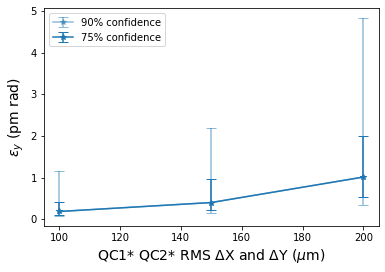 5
90% confidence
75% confidence
4
3
2
1
0
ε_y (pm rad)
100 120 140 160 180 200
QC1* QC2* RMS ΔX and ΔY (μm)